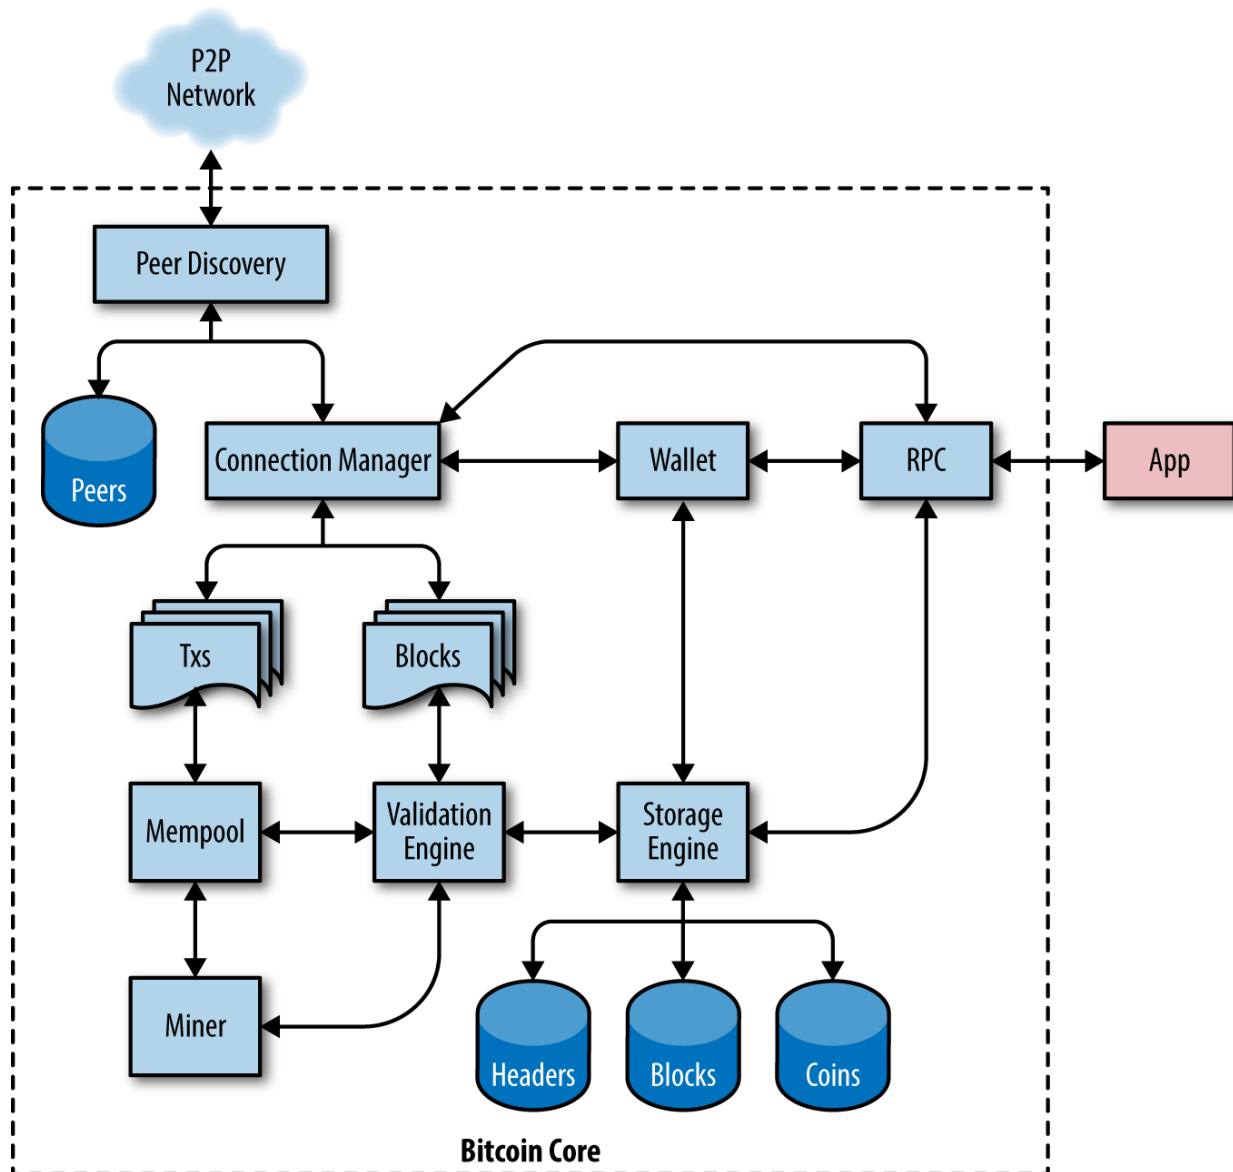 P2P
Network
Peer Discovery
Peers
Connection Manager
Wallet
RPC
App
Txs
Blocks
Mempool
Validation
Engine
Storage
Engine
Miner
Headers
Blocks
Coins
Bitcoin Core